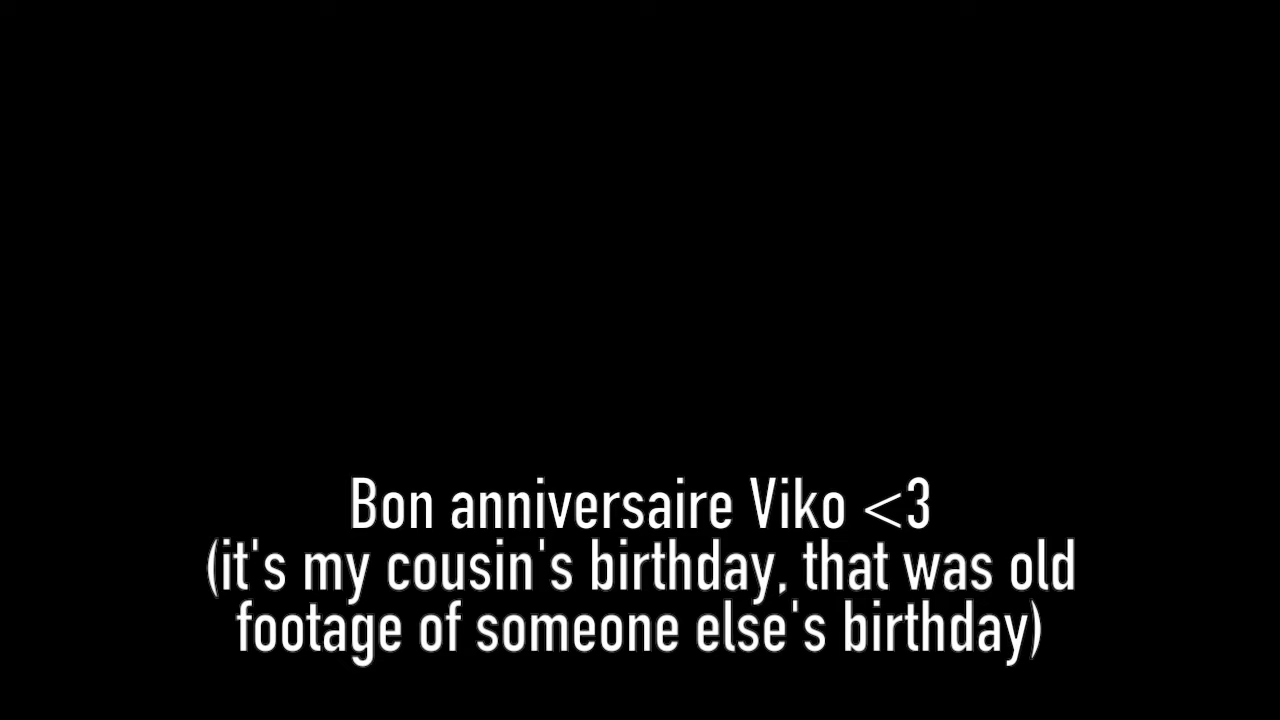 Bon anniversaire Viko <3
(it's my cousin's birthday, that was old
footage of someone else's birthday)